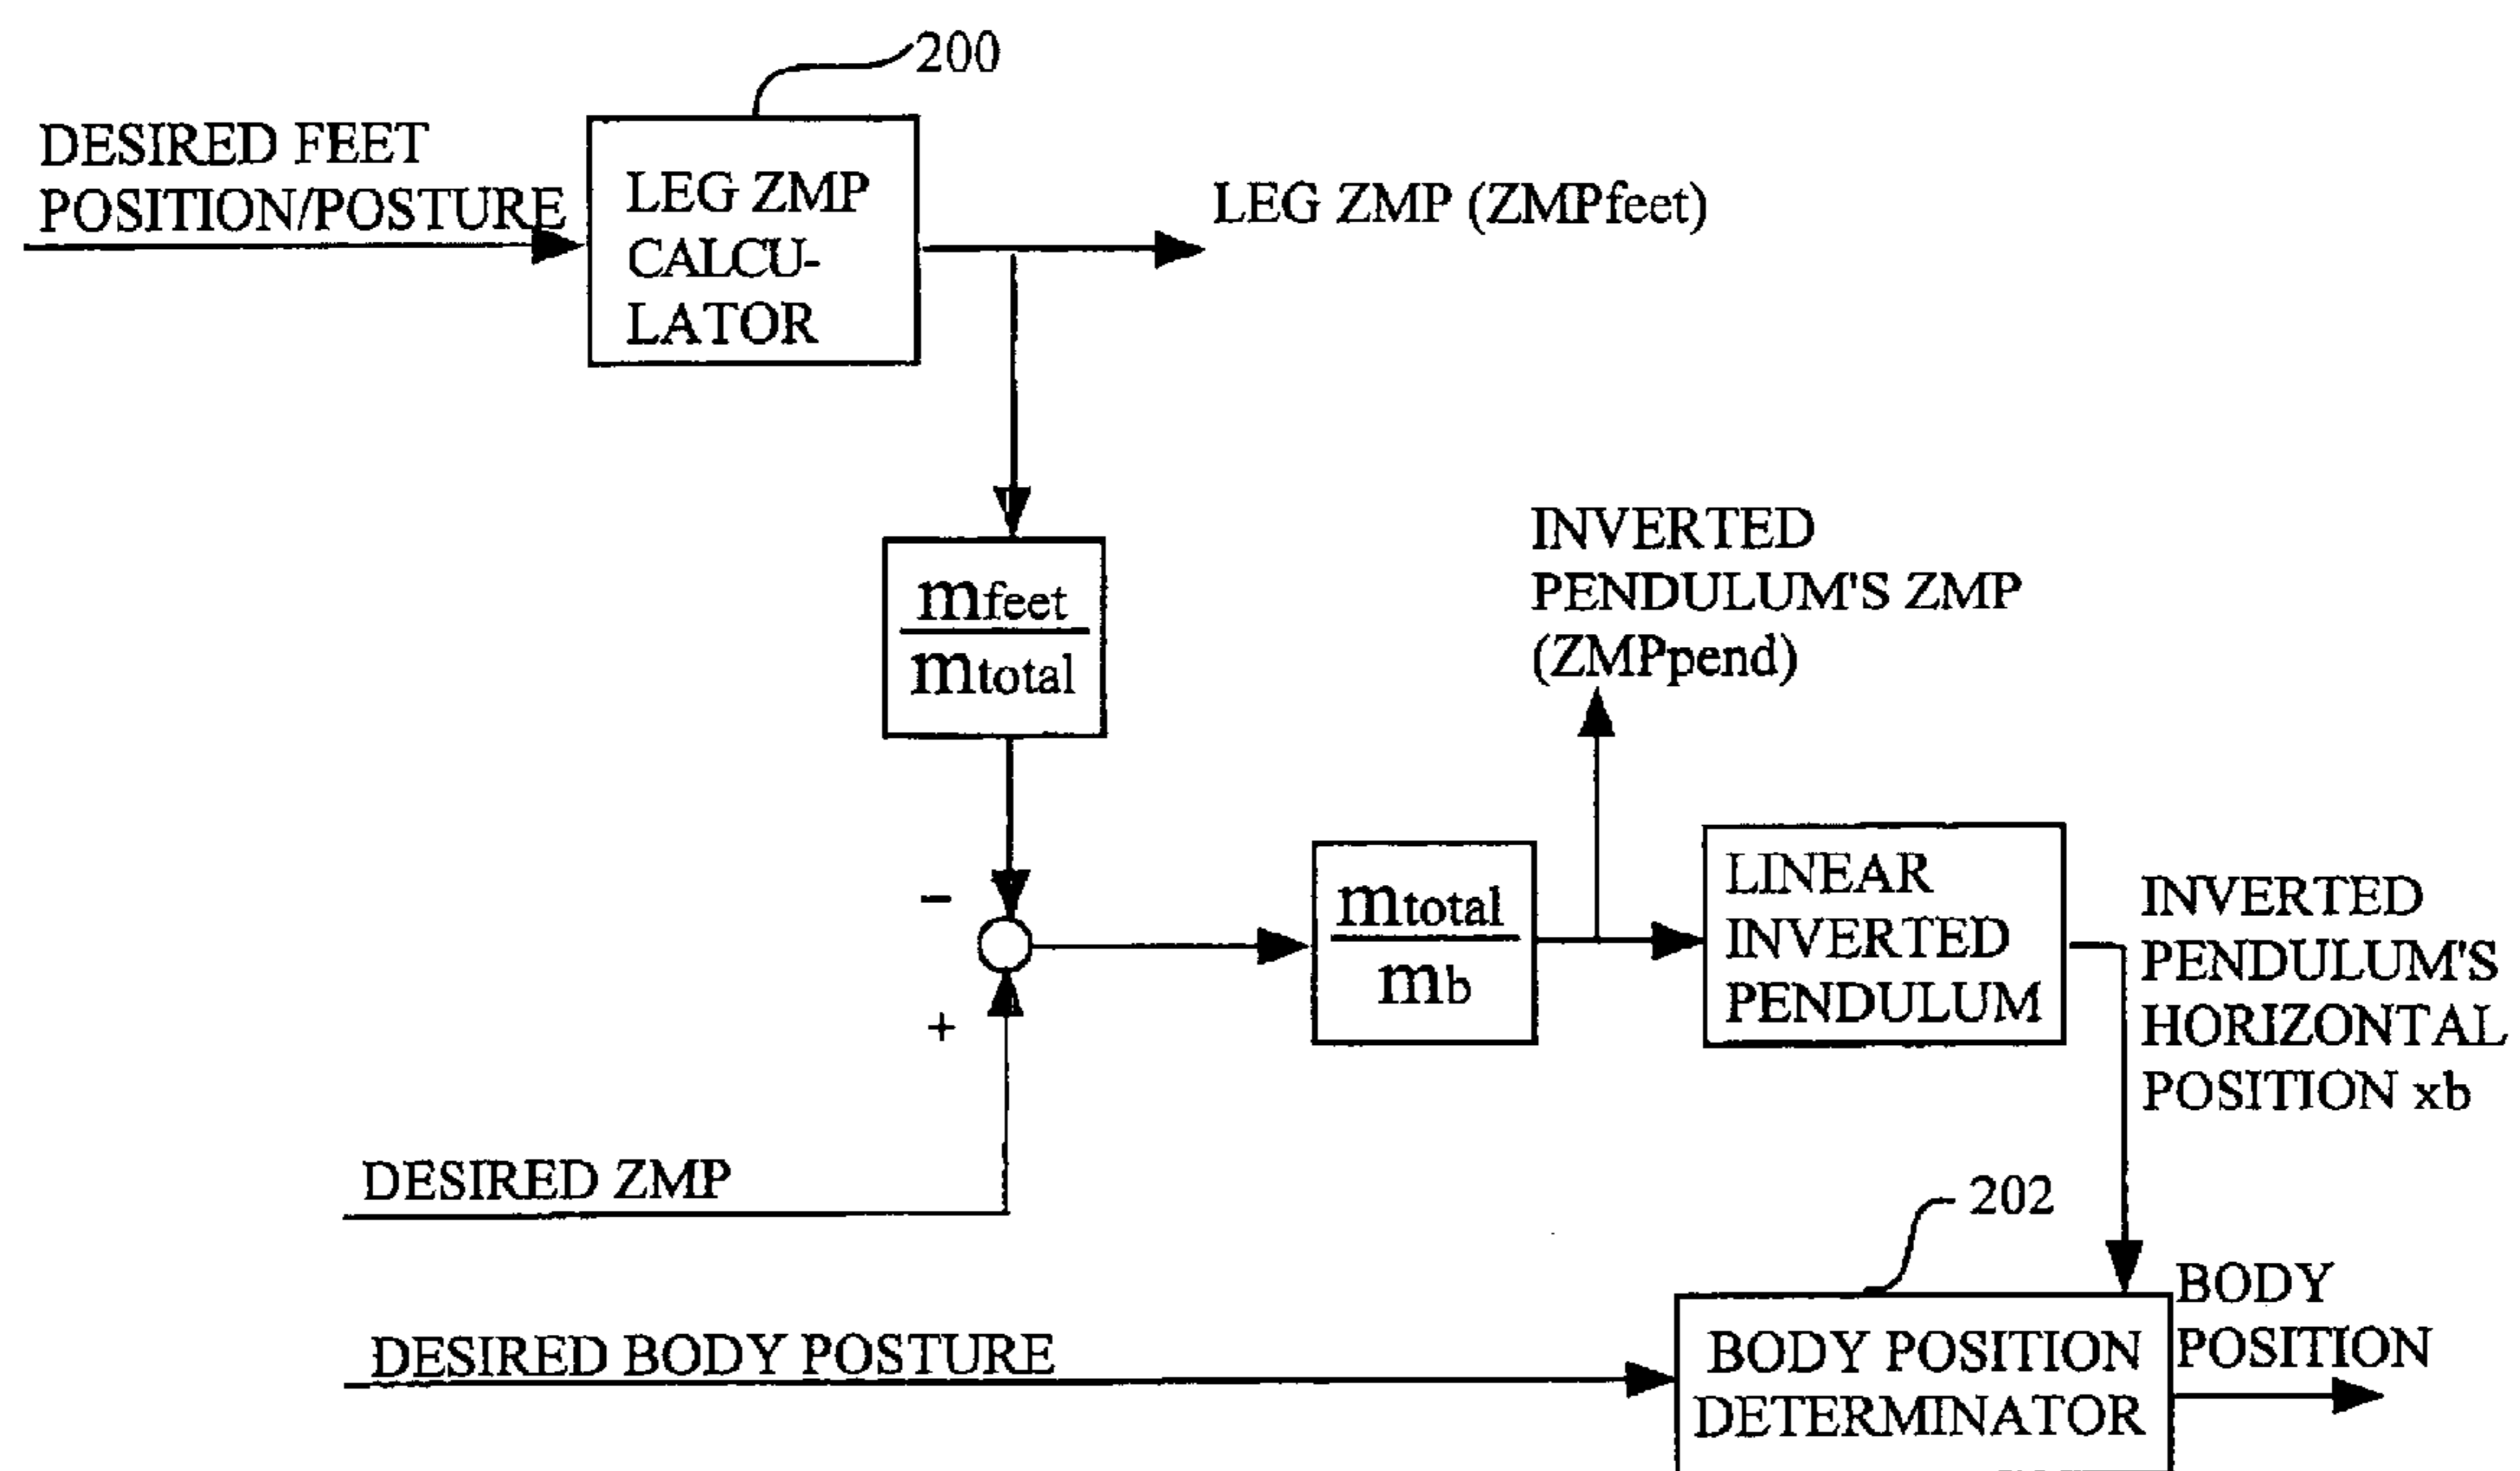 200
DESIRED FEET
POSITION/POSTURE
LEG ZMP
CALCU-
LATOR
LEG ZMP (ZMPfeet)
mfeet
mtotal
INVERTED
PENDULUM'S ZMP
(ZMPpend)
−
+
mtotal
mb
LINEAR
INVERTED
PENDULUM
INVERTED
PENDULUM'S
HORIZONTAL
POSITION xb
DESIRED ZMP
202
DESIRED BODY POSTURE
BODY POSITION
DETERMINATOR
BODY
POSITION